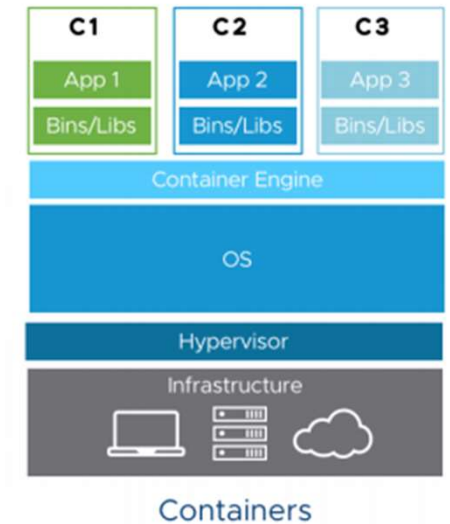 C1 C2 C3
App 1 App 2 App 3
Bins/Libs Bins/Libs Bins/Libs
Container Engine
OS
Hypervisor
Infrastructure
Containers